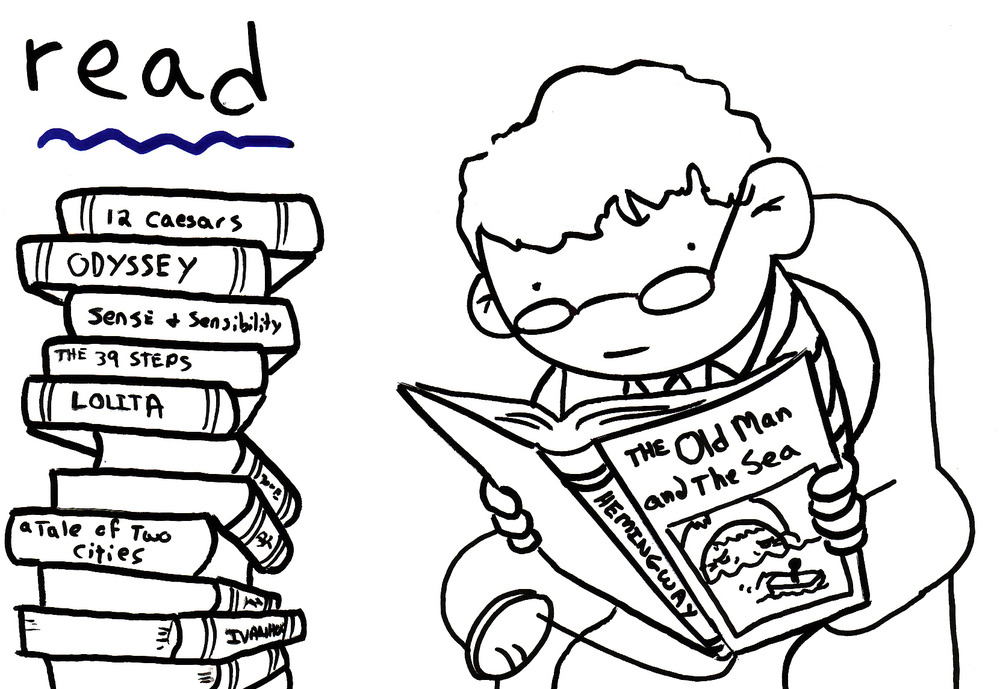 read
12 Caesars
ODYSSEY
Sense & Sensibility
THE 39 STEPS
LOLITA
a Tale of Two
Cities
THE Old Man
and The Sea
HEMINGWAY